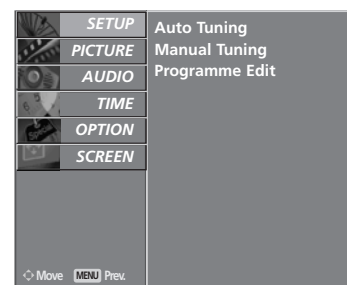 SETUP
PICTURE
AUDIO
TIME
OPTION
SCREEN
Auto Tuning
Manual Tuning
Programme Edit
Move MENU Prev.